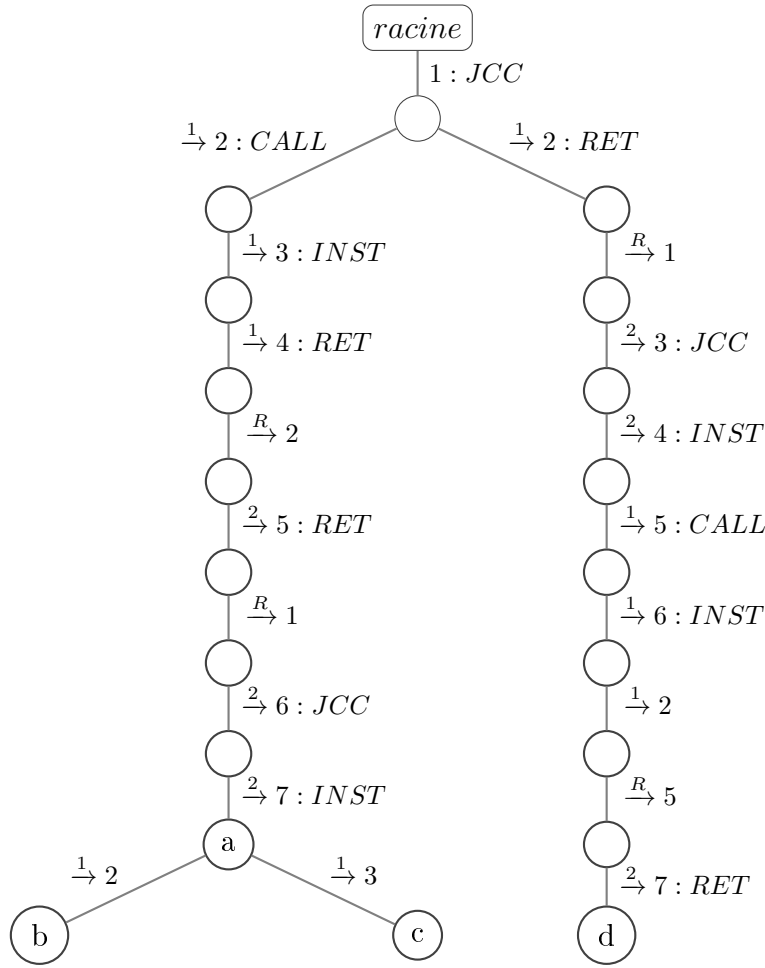 racine
1 : JCC
1→ 2 : CALL
1→ 2 : RET
1→ 3 : INST
R→ 1
1→ 4 : RET
2→ 3 : JCC
R→ 2
2→ 4 : INST
2→ 5 : RET
1→ 5 : CALL
R→ 1
1→ 6 : INST
2→ 6 : JCC
1→ 2
2→ 7 : INST
R→ 5
a
1→ 2
1→ 3
2→ 7 : RET
b
c
d